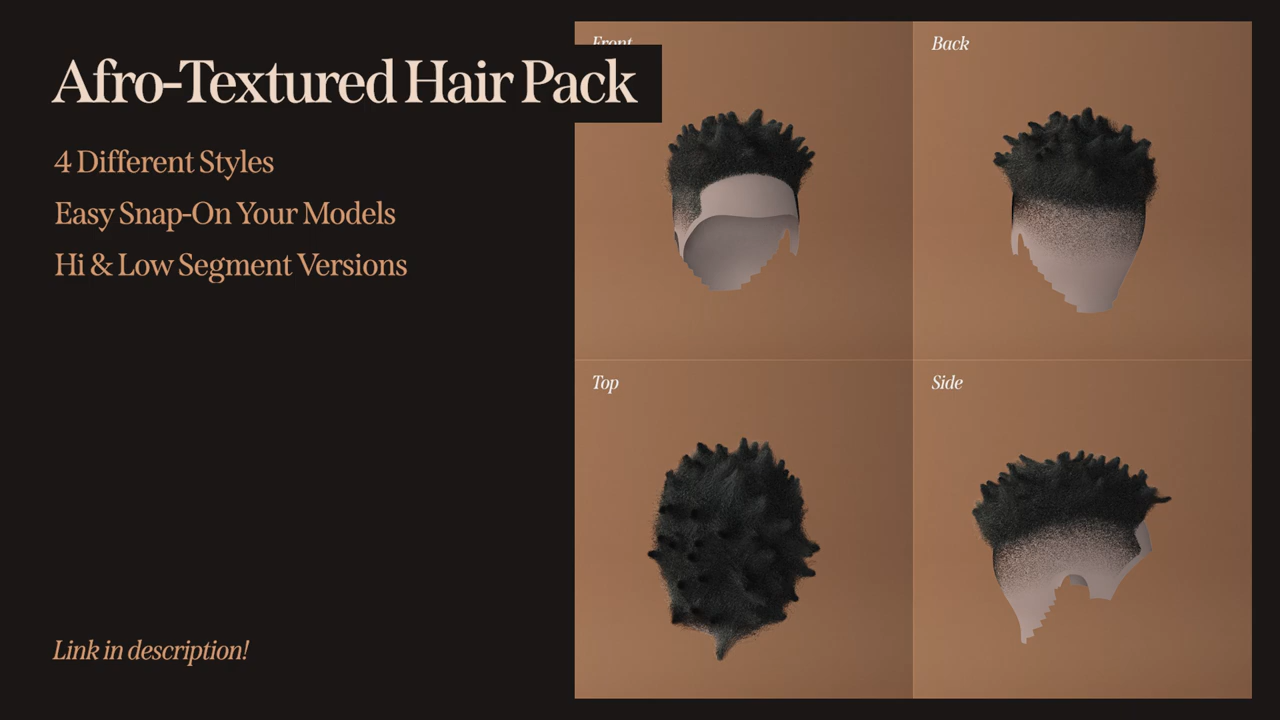 Afro-Textured Hair Pack
4 Different Styles
Easy Snap-On Your Models
Hi & Low Segment Versions
Link in description!
Front
Back
Top
Side